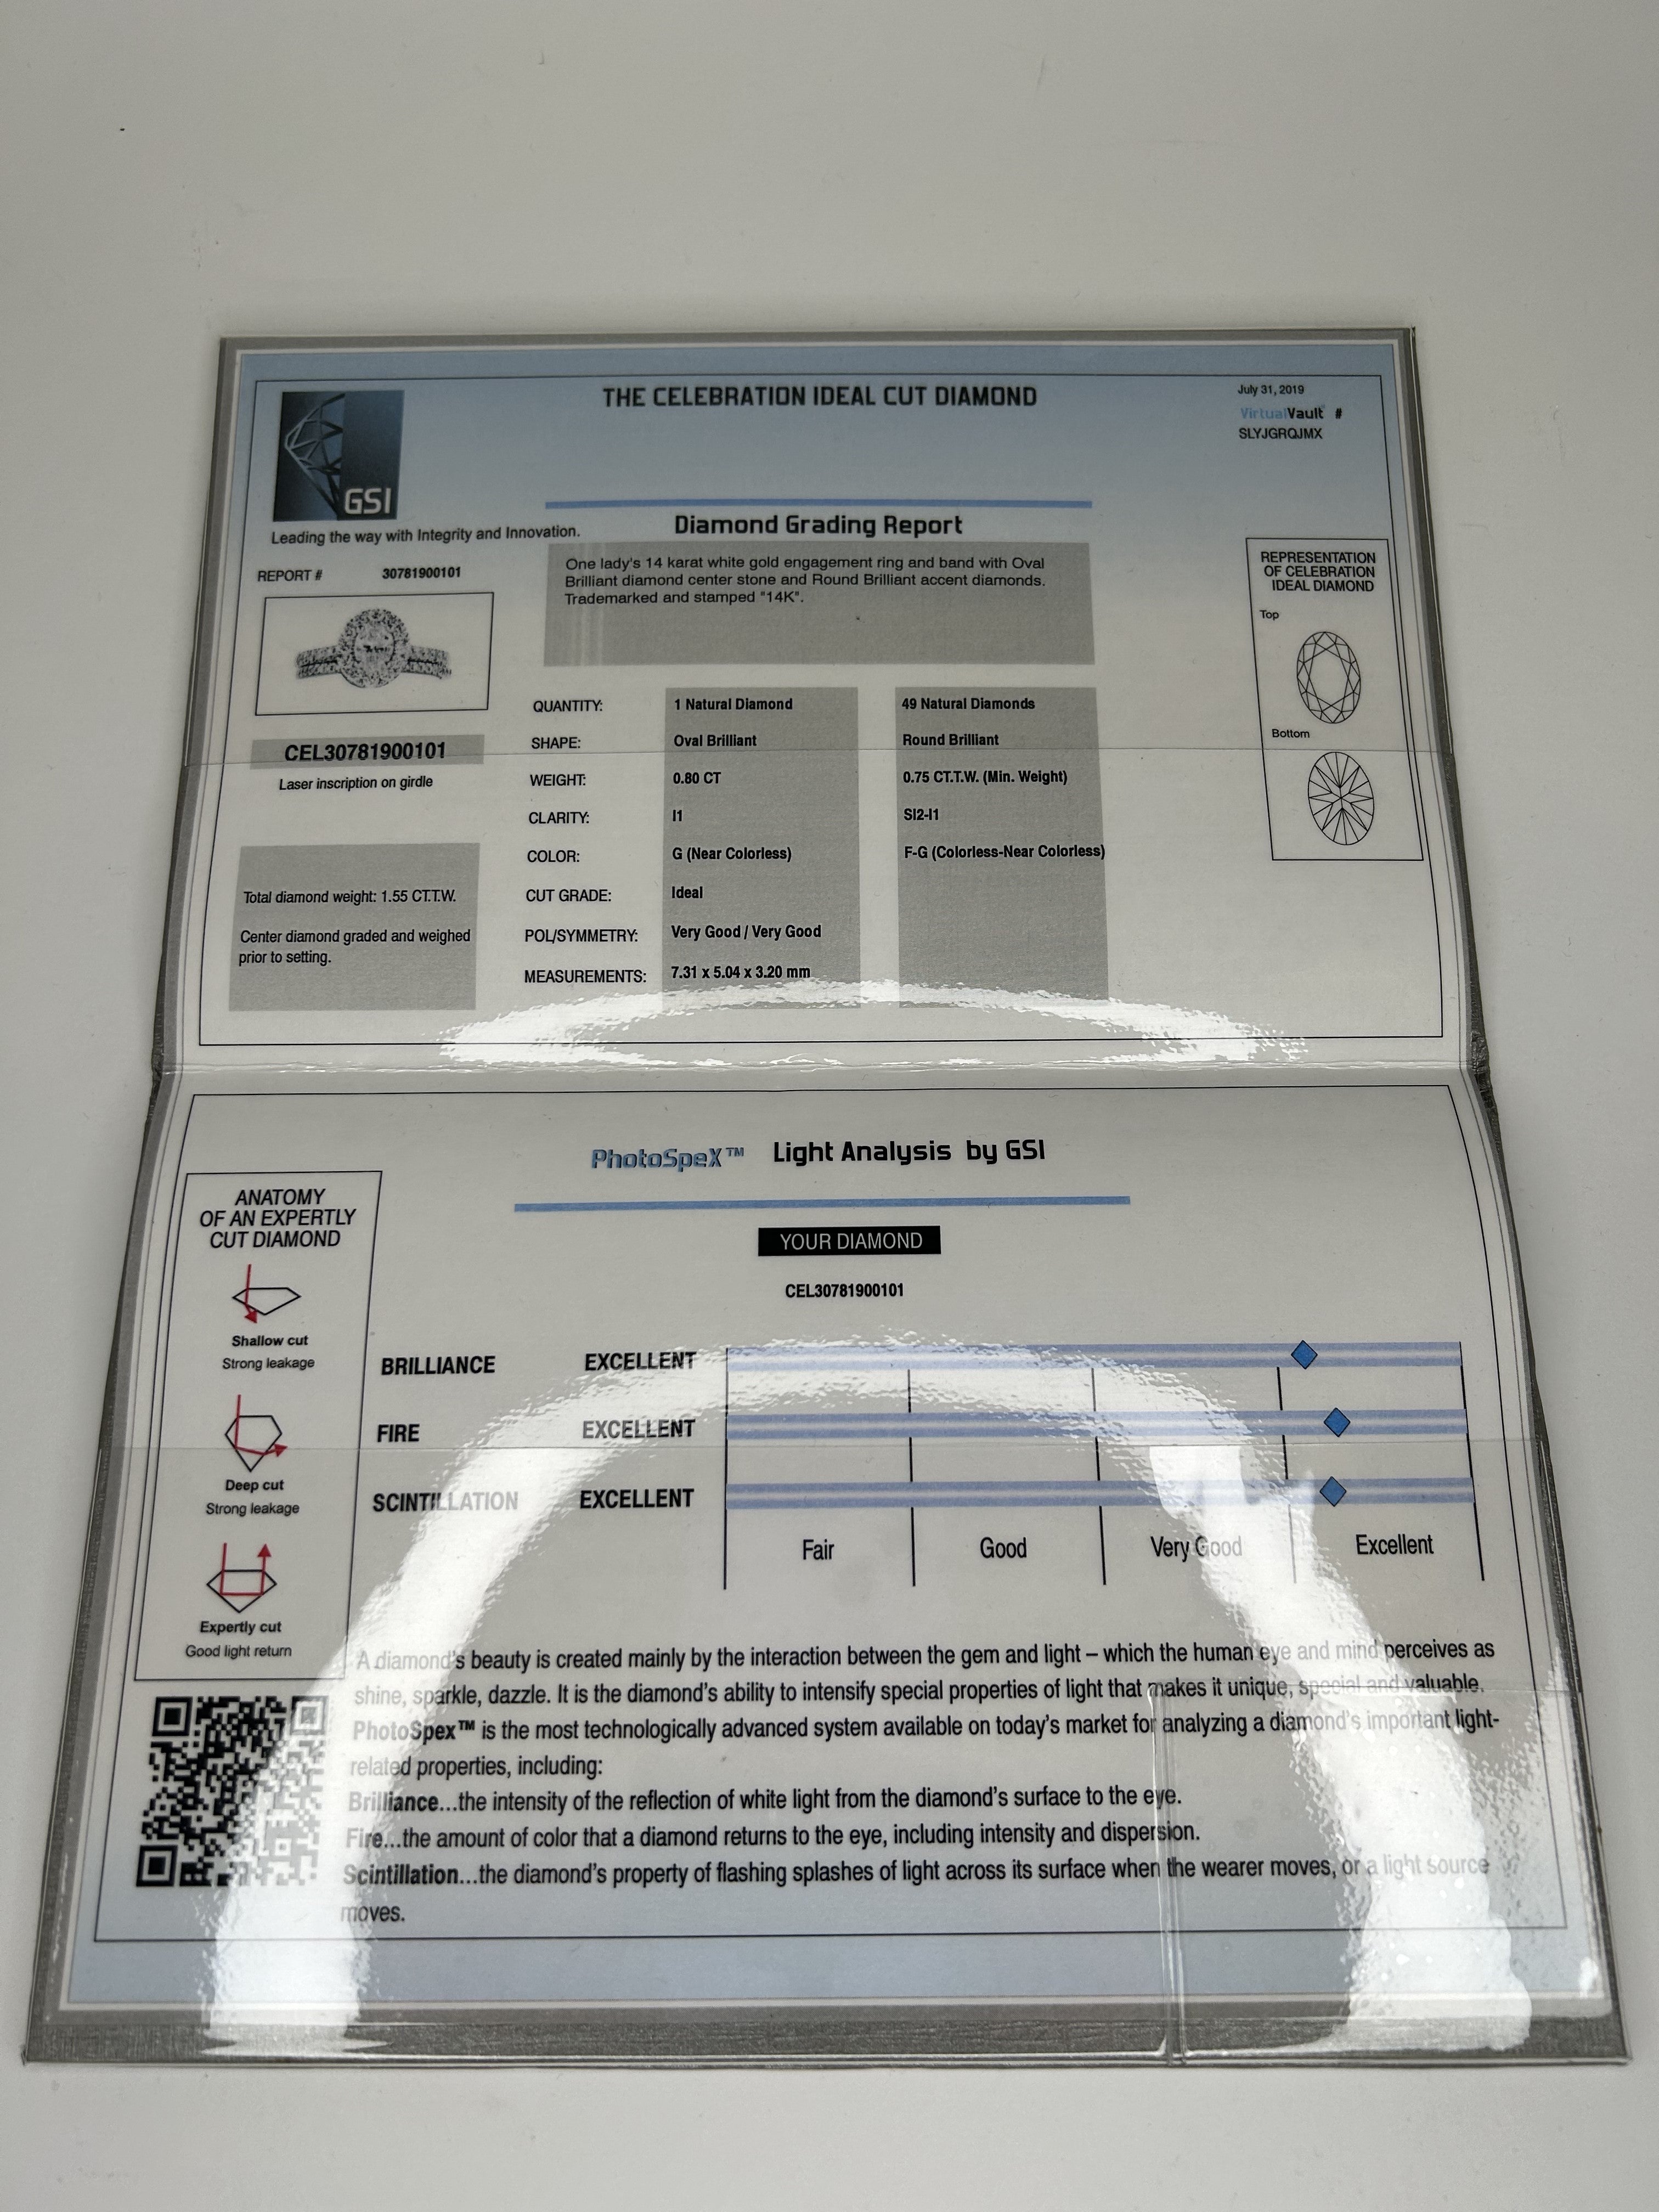 THE CELEBRATION IDEAL CUT DIAMOND
July 31, 2019
VirtualVault #
SLYJGRQJMX
GSI
Leading the way with Integrity and Innovation.
Diamond Grading Report
REPORT # 30781900101
One lady's 14 karat white gold engagement ring and band with Oval
Brilliant diamond center stone and Round Brilliant accent diamonds.
Trademarked and stamped "14K".
REPRESENTATION
OF CELEBRATION
IDEAL DIAMOND
Top
Bottom
CEL30781900101
Laser inscription on girdle
Total diamond weight: 1.55 CT.T.W.
Center diamond graded and weighed
prior to setting.
QUANTITY: 1 Natural Diamond 49 Natural Diamonds
SHAPE: Oval Brilliant Round Brilliant
WEIGHT: 0.80 CT 0.75 CT.T.W. (Min. Weight)
CLARITY: I1 SI2-I1
COLOR: G (Near Colorless) F-G (Colorless-Near Colorless)
CUT GRADE: Ideal
POL/SYMMETRY: Very Good / Very Good
MEASUREMENTS: 7.31 x 5.04 x 3.20 mm
PhotoSpeX™ Light Analysis by GSI
YOUR DIAMOND
CEL30781900101
ANATOMY
OF AN EXPERTLY
CUT DIAMOND
Shallow cut
Strong leakage
Deep cut
Strong leakage
Expertly cut
Good light return
BRILLIANCE EXCELLENT
FIRE EXCELLENT
SCINTILLATION EXCELLENT
Fair Good Very Good Excellent
A diamond's beauty is created mainly by the interaction between the gem and light – which the human eye and mind perceives as
shine, sparkle, dazzle. It is the diamond's ability to intensify special properties of light that makes it unique, special and valuable.
PhotoSpex™ is the most technologically advanced system available on today's market for analyzing a diamond's important light-
related properties, including:
Brilliance...the intensity of the reflection of white light from the diamond's surface to the eye.
Fire...the amount of color that a diamond returns to the eye, including intensity and dispersion.
Scintillation...the diamond's property of flashing splashes of light across its surface when the wearer moves, or a light source
moves.